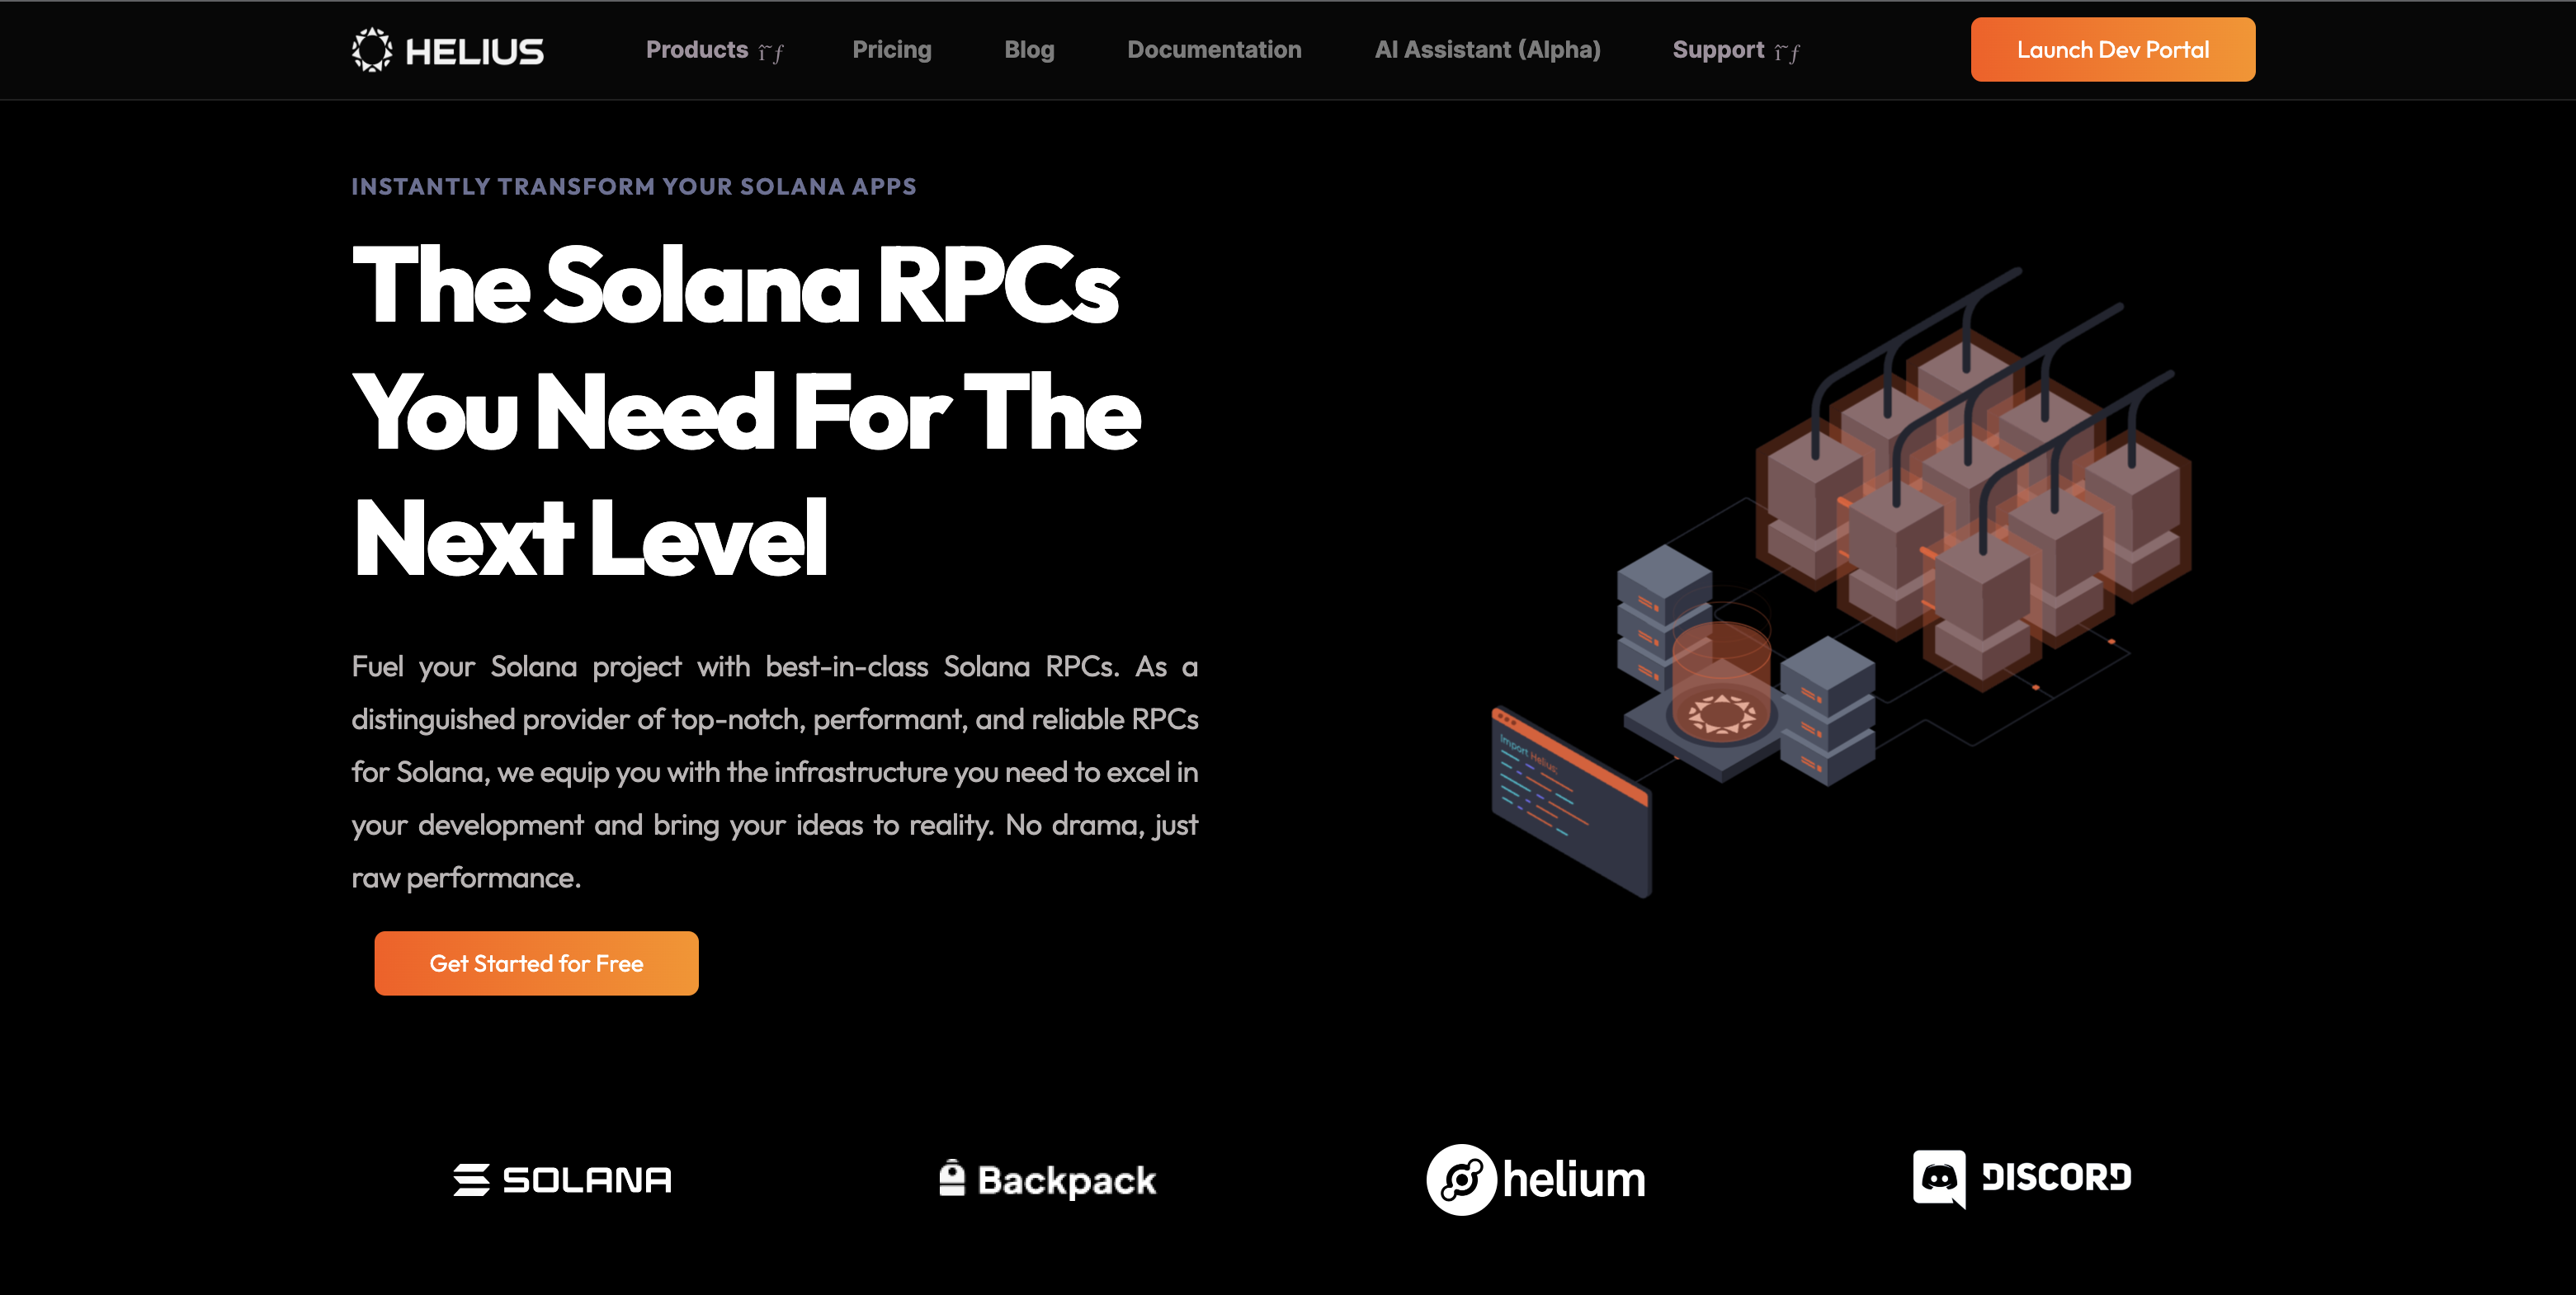 HELIUS
Products îƒ
Pricing
Blog
Documentation
AI Assistant (Alpha)
Support îƒ
Launch Dev Portal
INSTANTLY TRANSFORM YOUR SOLANA APPS
The Solana RPCs
You Need For The
Next Level
Fuel your Solana project with best-in-class Solana RPCs. As a
distinguished provider of top-notch, performant, and reliable RPCs
for Solana, we equip you with the infrastructure you need to excel in
your development and bring your ideas to reality. No drama, just
raw performance.
Import Helius;
Get Started for Free
SOLANA
Backpack
helium
DISCORD